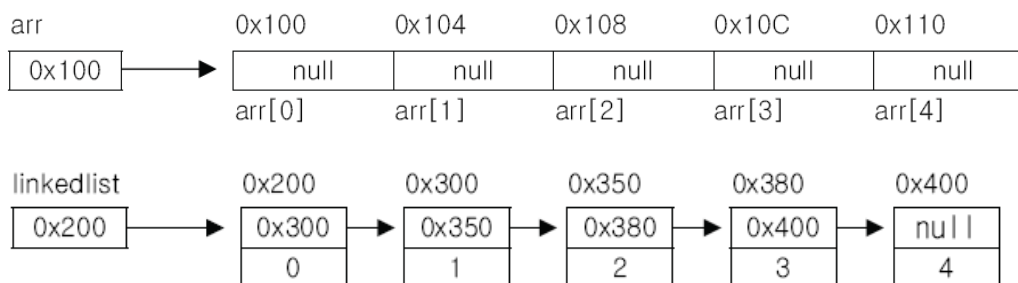 arr 0x100 0x104 0x108 0x10C 0x110
0x100 null null null null null
arr[0] arr[1] arr[2] arr[3] arr[4]
linkedlist 0x200 0x300 0x350 0x380 0x400
0x200 0x300 0x350 0x380 0x400 null
0 1 2 3 4